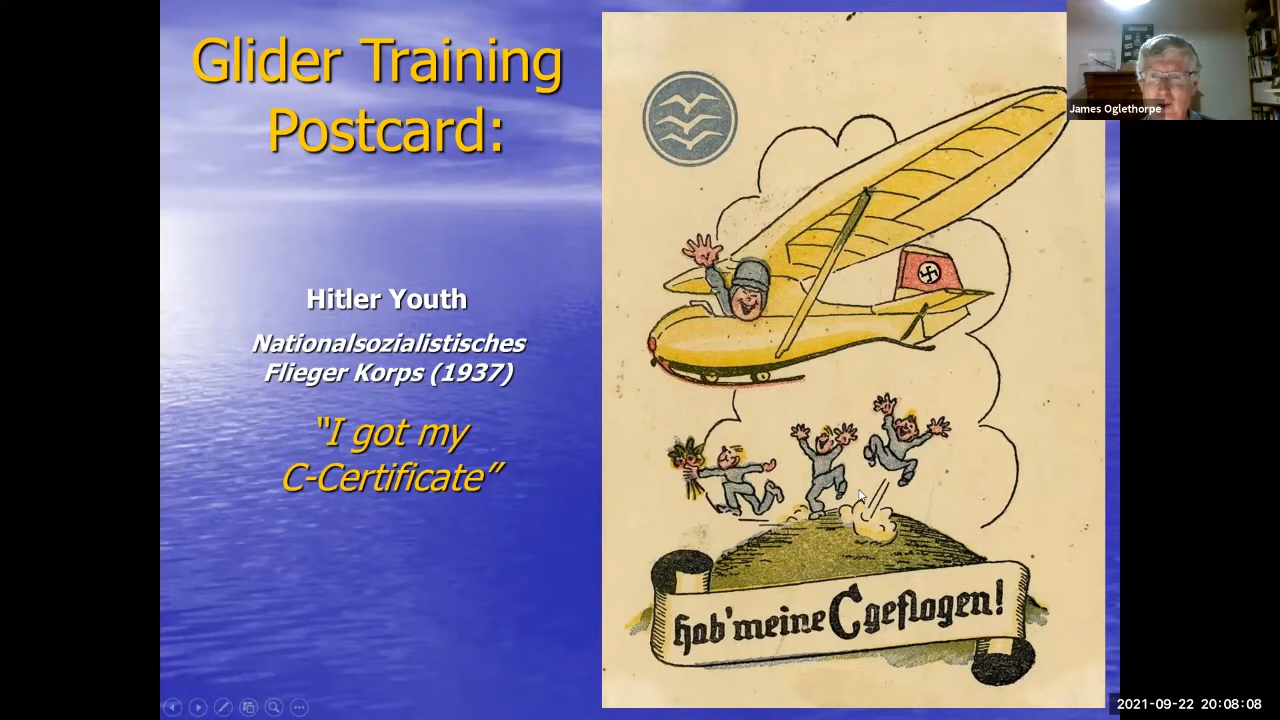 Glider Training
Postcard:
Hitler Youth
Nationalsozialistisches
Flieger Korps (1937)
“I got my
C-Certificate”
hab'meine C geflogen!
James Oglethorpe
2021-09-22 20:08:08